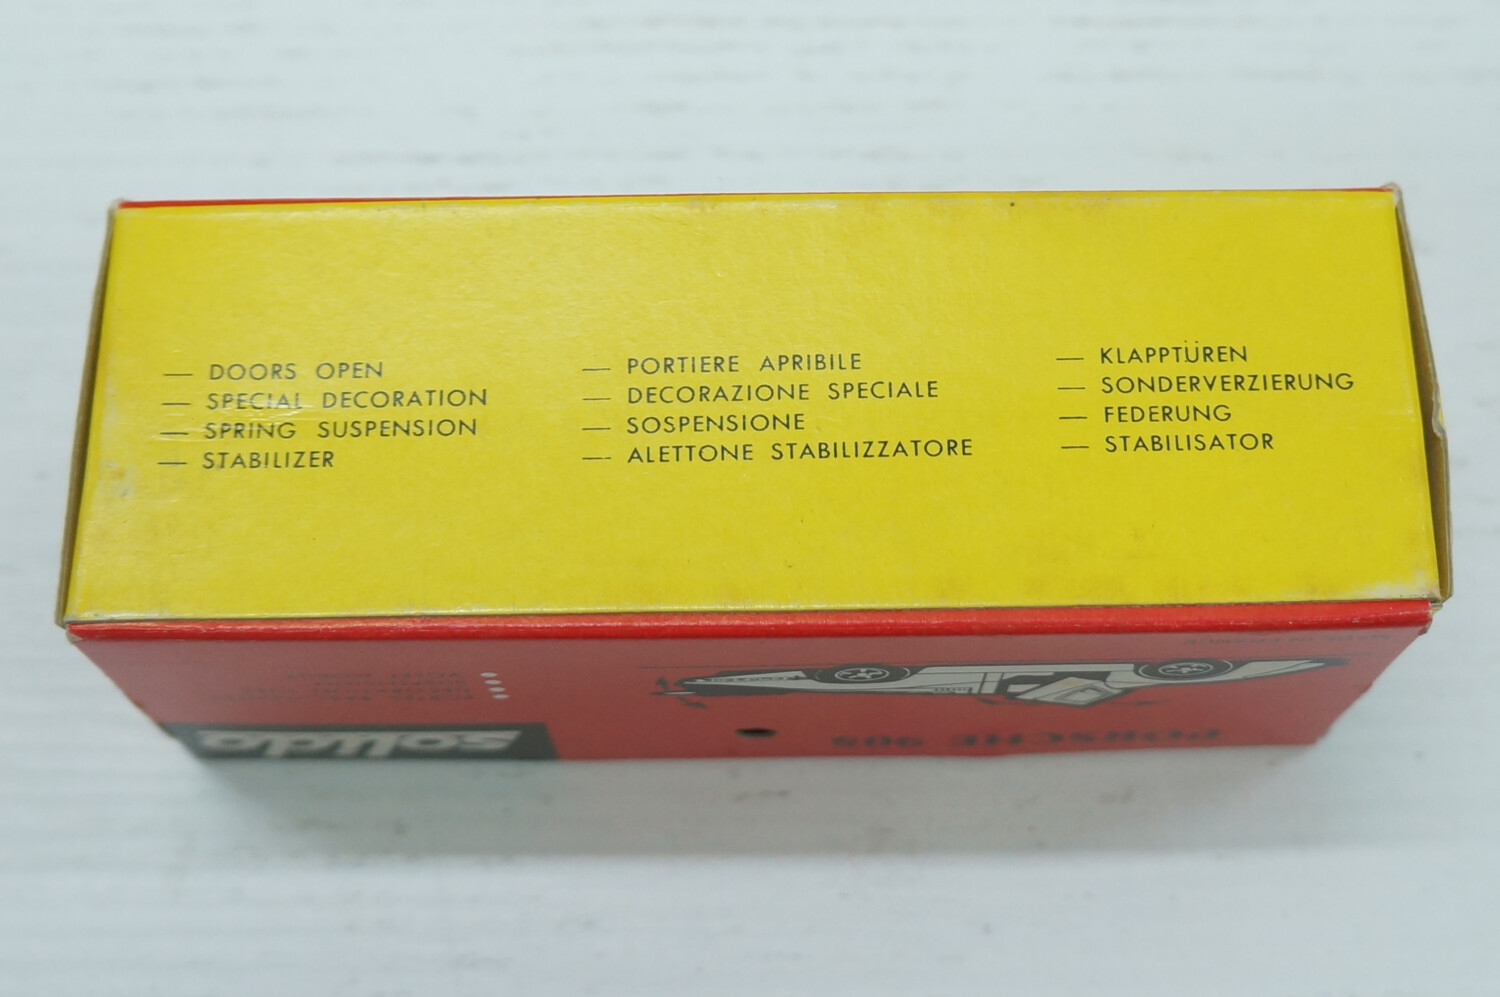 — DOORS OPEN
— SPECIAL DECORATION
— SPRING SUSPENSION
— STABILIZER
— PORTIERE APRIBILE
— DECORAZIONE SPECIALE
— SOSPENSIONE
— ALETTONE STABILIZZATORE
— KLAPPTÜREN
— SONDERVERZIERUNG
— FEDERUNG
— STABILISATOR
solido
PORSCHE 908